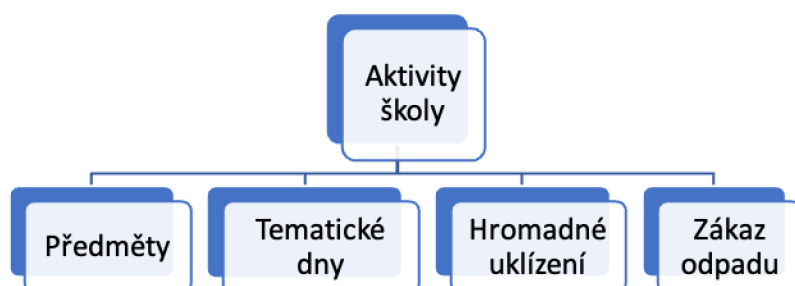 Aktivity
školy
Předměty
Tematické
dny
Hromadné
uklízení
Zákaz
odpadu